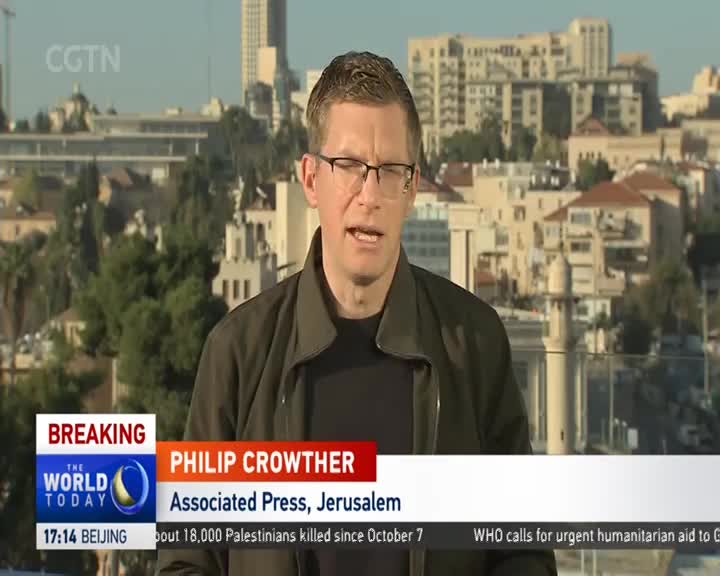 CGTN
BREAKING
THE
WORLD
TODAY
PHILIP CROWTHER
Associated Press, Jerusalem
17:14 BEIJING
18,000 Palestinians killed since October 7 WHO calls for urgent humanitarian aid to